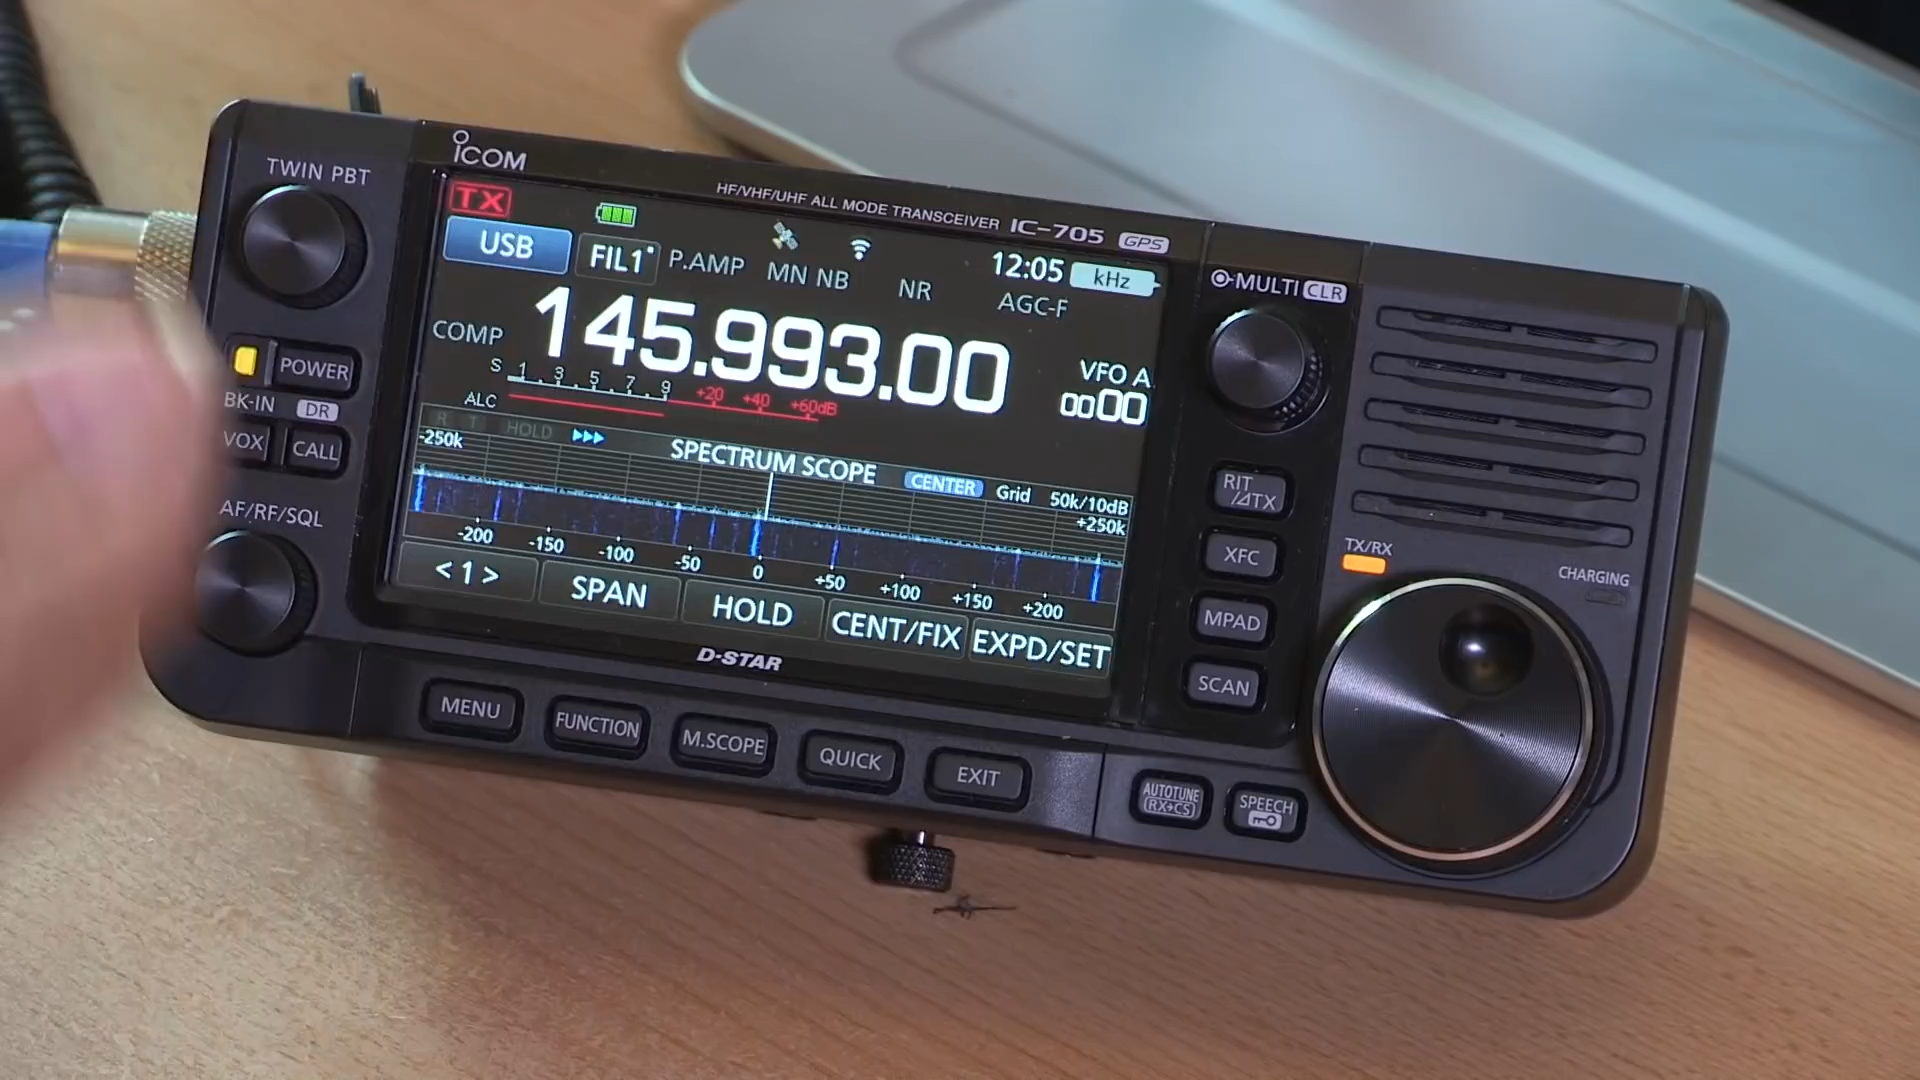 ICOM
HF/VHF/UHF ALL MODE TRANSCEIVER IC-705 GPS
TWIN PBT
TX
USB FIL1 P.AMP MN NB NR 12:05 kHz
AGC-F
COMP 145.993.00
VFO A
0000
S 1 . 3 . 5 . 7 . 9 +20 +40 +60dB
ALC
R T HOLD
SPECTRUM SCOPE CENTER Grid 50k/10dB
-250k +250k
-200 -150 -100 -50 0 +50 +100 +150 +200
<1> SPAN HOLD CENT/FIX EXPD/SET
D-STAR
POWER
BK-IN DR
VOX CALL
AF/RF/SQL
MENU FUNCTION M.SCOPE QUICK EXIT
MULTI CLR
RIT
/⊿TX
XFC
MPAD
SCAN
TX/RX
CHARGING
AUTOTUNE
RX→CS
SPEECH